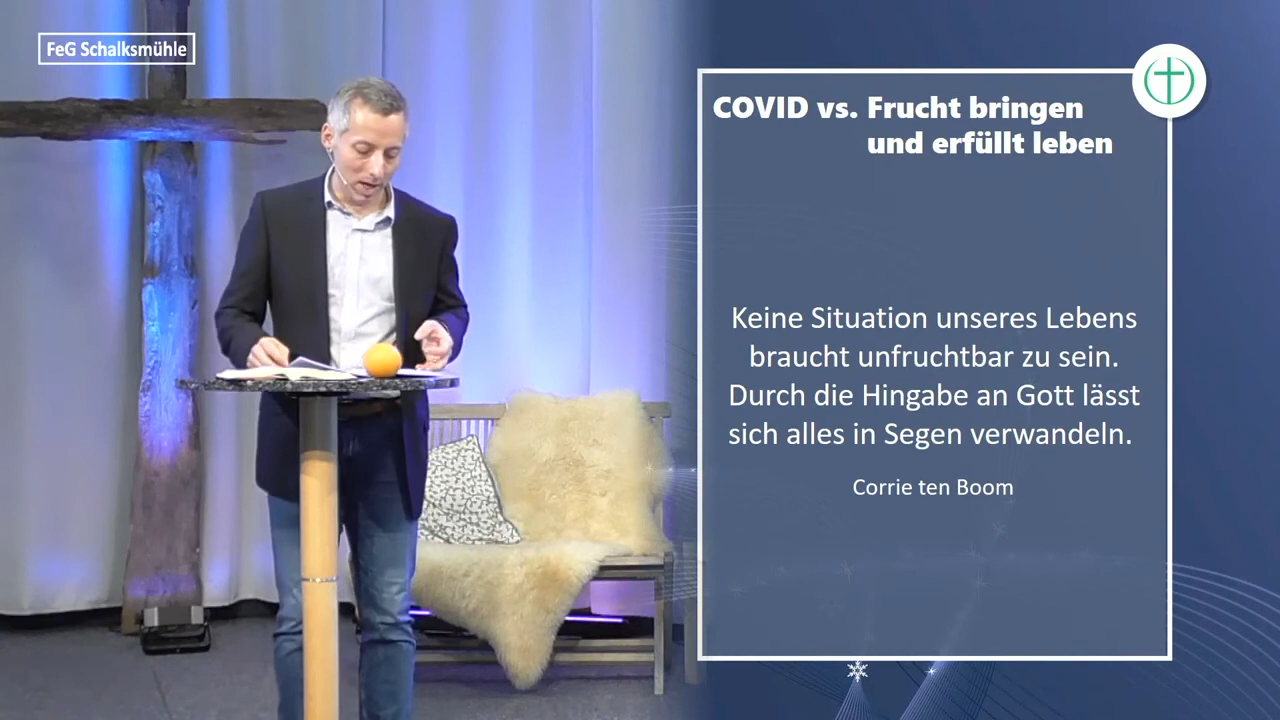 FeG Schalksmühle
COVID vs. Frucht bringen
und erfüllt leben
Keine Situation unseres Lebens
braucht unfruchtbar zu sein.
Durch die Hingabe an Gott lässt
sich alles in Segen verwandeln.
Corrie ten Boom